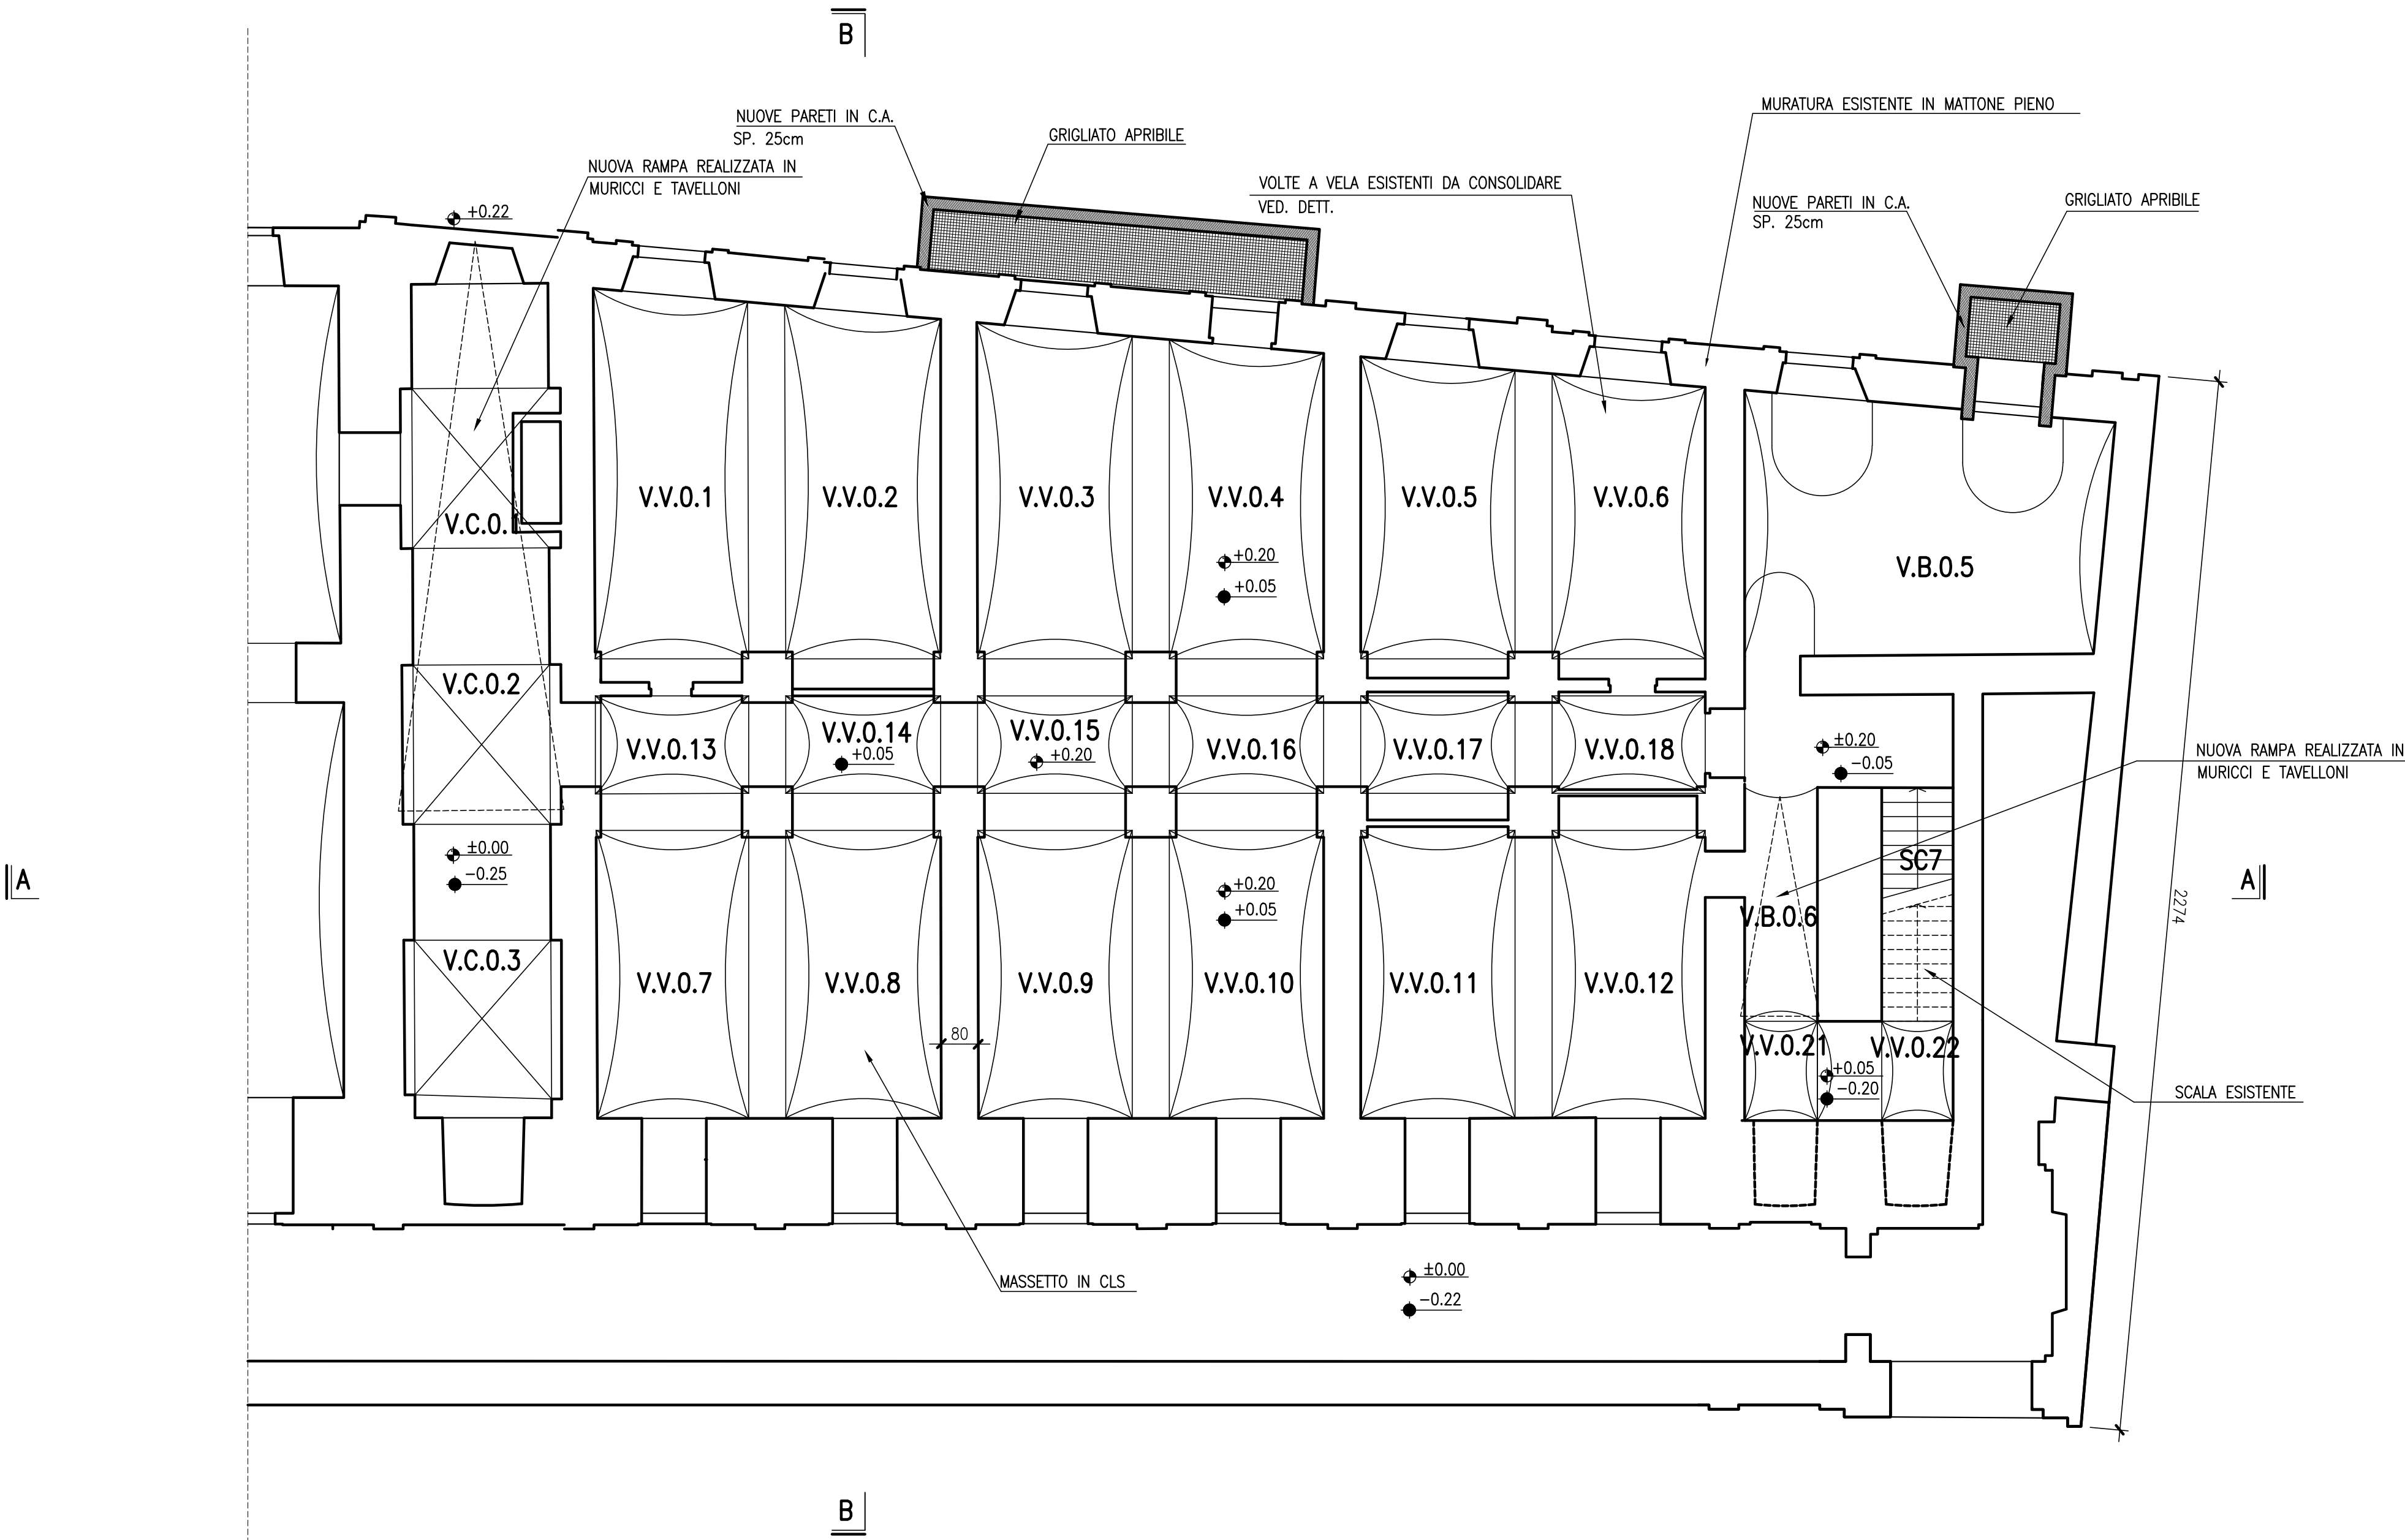 B
NUOVE PARETI IN C.A.
SP. 25cm
GRIGLIATO APRIBILE
MURATURA ESISTENTE IN MATTONE PIENO
NUOVA RAMPA REALIZZATA IN
MURICCI E TAVELLONI
VOLTE A VELA ESISTENTI DA CONSOLIDARE
VED. DETT.
NUOVE PARETI IN C.A.
SP. 25cm
GRIGLIATO APRIBILE
+0.22
V.V.0.1
V.V.0.2
V.V.0.3
V.V.0.4
V.V.0.5
V.V.0.6
V.C.0.1
+0.20
+0.05
V.B.0.5
V.C.0.2
V.V.0.13
V.V.0.14
+0.05
V.V.0.15
+0.20
V.V.0.16
V.V.0.17
V.V.0.18
±0.20
-0.05
NUOVA RAMPA REALIZZATA IN
MURICCI E TAVELLONI
±0.00
-0.25
A
SC7
A
+0.20
+0.05
V.B.0.6
2274
V.C.0.3
V.V.0.7
V.V.0.8
V.V.0.9
V.V.0.10
V.V.0.11
V.V.0.12
80
V.V.0.21
V.V.0.22
+0.05
-0.20
SCALA ESISTENTE
MASSETTO IN CLS
±0.00
-0.22
B